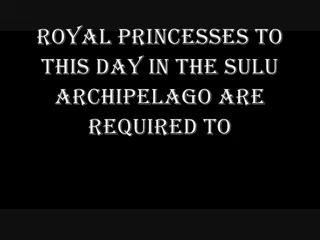 ROYAL PRINCESSES TO
THIS DAY IN THE SULU
ARCHIPELAGO ARE
REQUIRED TO